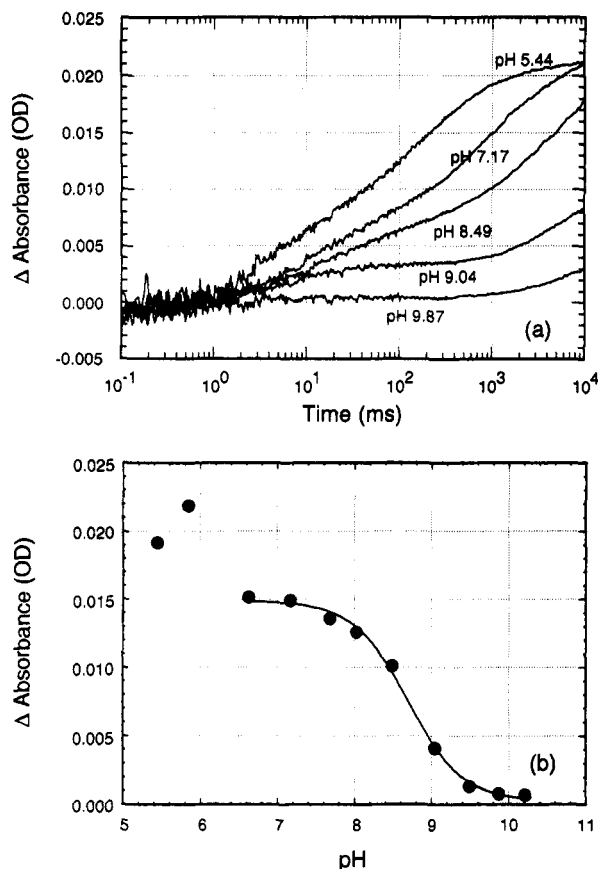 0.025
0.020
0.015
0.010
0.005
0.000
-0.005
Δ Absorbance (OD)
pH 5.44
pH 7.17
pH 8.49
pH 9.04
pH 9.87
(a)
10-1 100 101 102 103 104
Time (ms)
0.025
0.020
0.015
0.010
0.005
0.000
Δ Absorbance (OD)
(b)
5 6 7 8 9 10 11
pH